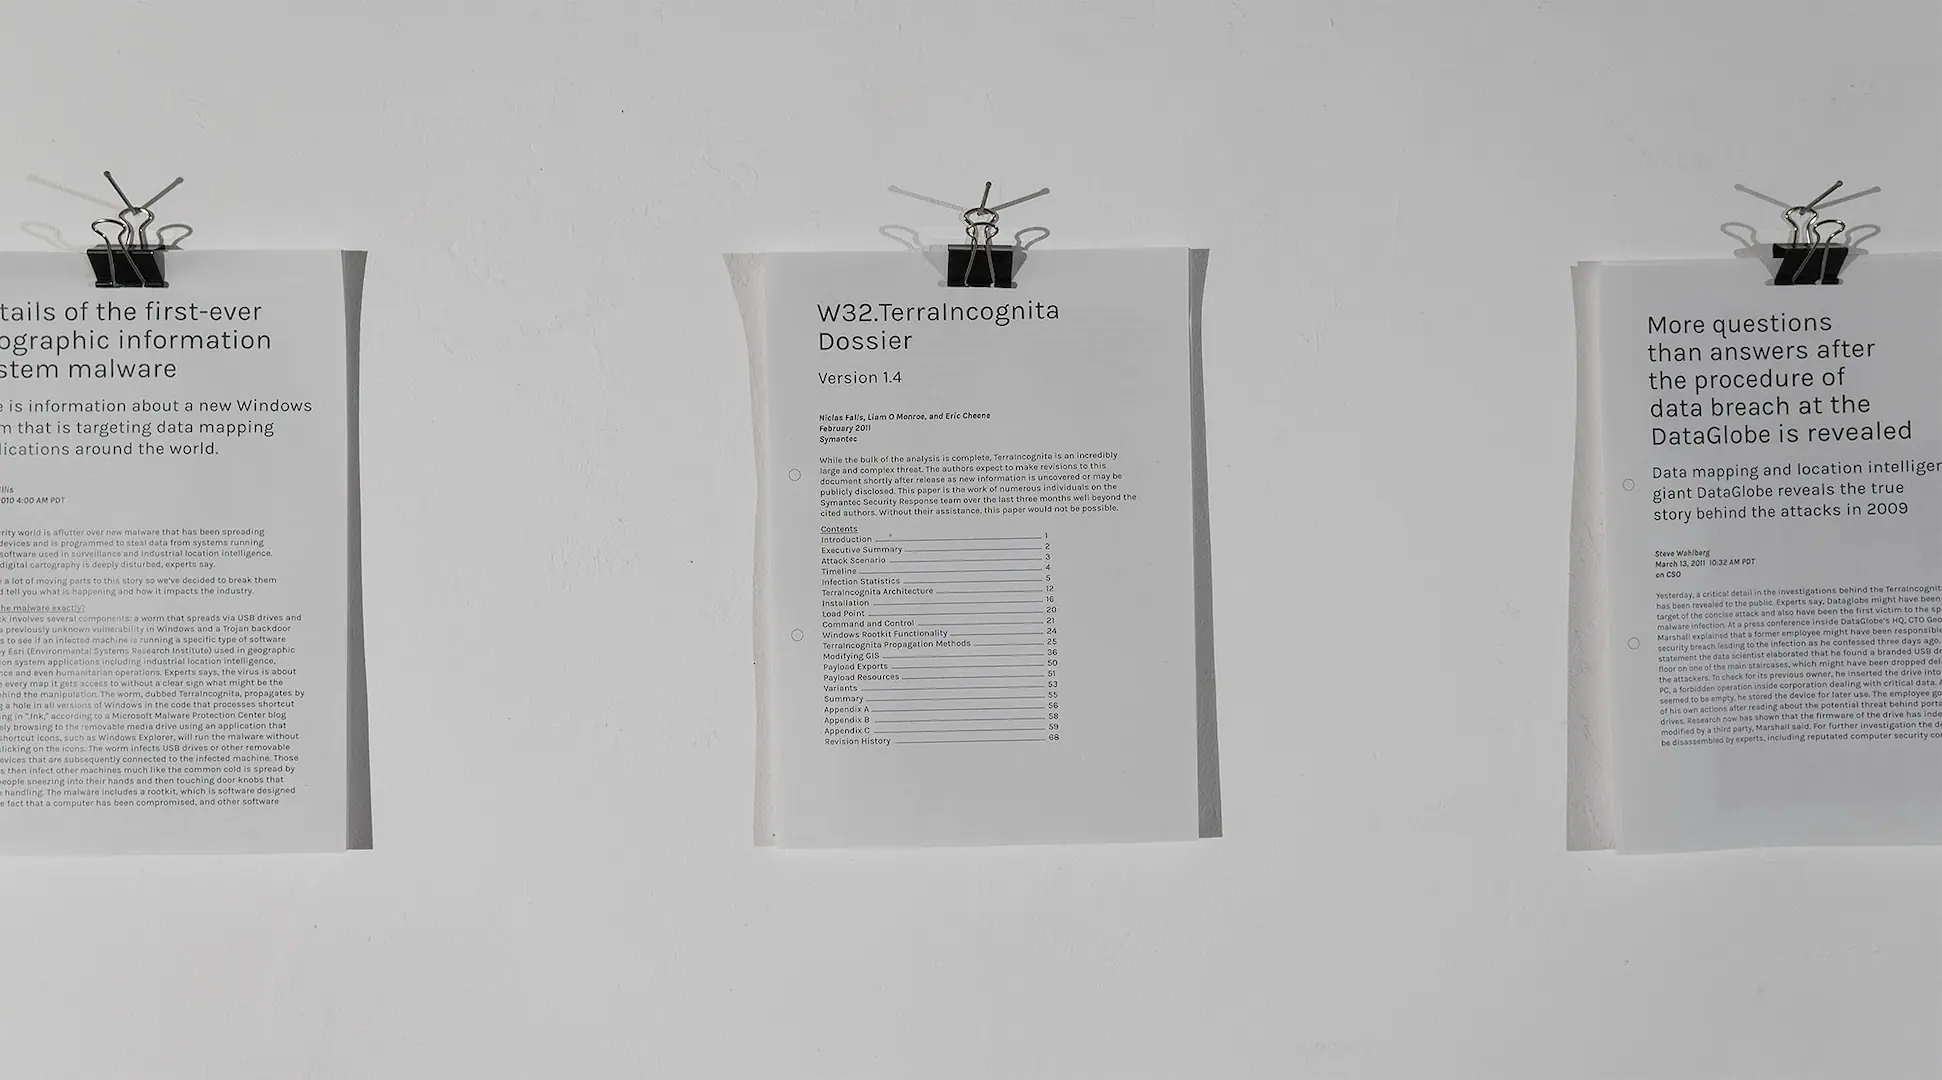 tails of the first-ever
ographic information
stem malware
e is information about a new Windows
m that is targeting data mapping
lications around the world.
llis
010 4:00 AM PDT
rity world is aflutter over new malware that has been spreading
devices and is programmed to steal data from systems running
software used in surveillance and industrial location intelligence.
digital cartography is deeply disturbed, experts say.
e a lot of moving parts to this story so we've decided to break them
d tell you what is happening and how it impacts the industry.
he malware exactly?
k involves several components: a worm that spreads via USB drives and
a previously unknown vulnerability in Windows and a Trojan backdoor
s to see if an infected machine is running a specific type of software
y Esri (Environmental Systems Research Institute) used in geographic
on system applications including industrial location intelligence,
nce and even humanitarian operations. Experts says, the virus is about
e every map it gets access to without a clear sign what might be the
hind the manipulation. The worm, dubbed TerraIncognita, propagates by
g a hole in all versions of Windows in the code that processes shortcut
ng in ".lnk," according to a Microsoft Malware Protection Center blog
ely browsing to the removable media drive using an application that
shortcut icons, such as Windows Explorer, will run the malware without
licking on the icons. The worm infects USB drives or other removable
evices that are subsequently connected to the infected machine. Those
s then infect other machines much like the common cold is spread by
people sneezing into their hands and then touching door knobs that
e handling. The malware includes a rootkit, which is software designed
e fact that a computer has been compromised, and other software
W32.TerraIncognita
Dossier
Version 1.4
Niclas Falls, Liam O Monroe, and Eric Cheene
February 2011
Symantec
While the bulk of the analysis is complete, TerraIncognita is an incredibly
large and complex threat. The authors expect to make revisions to this
document shortly after release as new information is uncovered or may be
publicly disclosed. This paper is the work of numerous individuals on the
Symantec Security Response team over the last three months well beyond the
cited authors. Without their assistance, this paper would not be possible.
Contents
Introduction 1
Executive Summary 2
Attack Scenario 3
Timeline 4
Infection Statistics 5
TerraIncognita Architecture 12
Installation 16
Load Point 20
Command and Control 21
Windows Rootkit Functionality 24
TerraIncognita Propagation Methods 25
Modifying GIS 36
Payload Exports 50
Payload Resources 51
Variants 53
Summary 55
Appendix A 56
Appendix B 58
Appendix C 59
Revision History 68
More questions
than answers after
the procedure of
data breach at the
DataGlobe is revealed
Data mapping and location intelliger
giant DataGlobe reveals the true
story behind the attacks in 2009
Steve Wahlberg
March 13, 2011 10:32 AM PDT
on CSO
Yesterday, a critical detail in the investigations behind the TerraIncognit
has been revealed to the public. Experts say, Dataglobe might have been
target of the concise attack and also have been the first victim to the sp
malware infection. At a press conference inside DataGlobe's HQ, CTO Geo
Marshall explained that a former employee might have been responsible
security breach leading to the infection as he confessed three days ago.
statement the data scientist elaborated that he found a branded USB dr
floor on one of the main staircases, which might have been dropped del
the attackers. To check for its previous owner, he inserted the drive into
PC, a forbidden operation inside corporation dealing with critical data. A
seemed to be empty, he stored the device for later use. The employee go
of his own actions after reading about the potential threat behind porta
drives. Research now has shown that the firmware of the drive has inde
modified by a third party, Marshall said. For further investigation the d
be disassembled by experts, including reputated computer security co